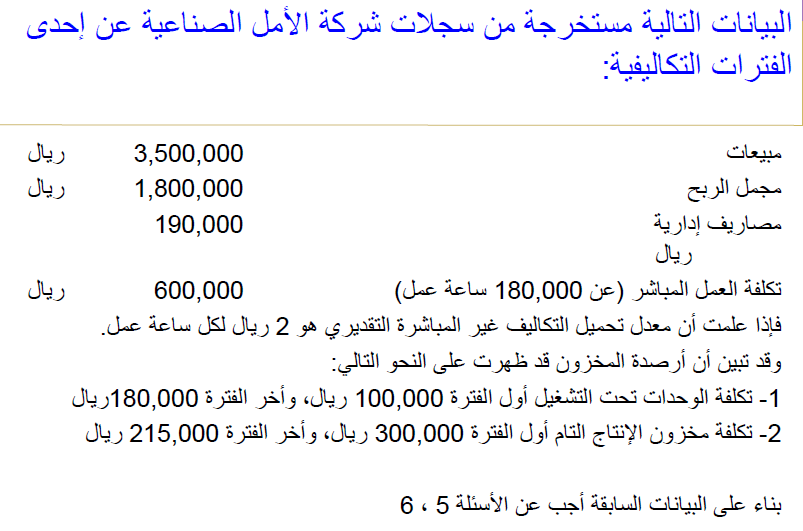 البيانات التالية مستخرجة من سجلات شركة الأمل الصناعية عن إحدى
الفترات التكاليفية:
مبيعات 3,500,000 ريال
مجمل الربح 1,800,000 ريال
مصاريف إدارية 190,000
ريال
تكلفة العمل المباشر (عن 180,000 ساعة عمل) 600,000 ريال
فإذا علمت أن معدل تحميل التكاليف غير المباشرة التقديري هو 2 ريال لكل ساعة عمل.
وقد تبين أن أرصدة المخزون قد ظهرت على النحو التالي:
1- تكلفة الوحدات تحت التشغيل أول الفترة 100,000 ريال، وأخر الفترة 180,000ريال
2- تكلفة مخزون الإنتاج التام أول الفترة 300,000 ريال، وأخر الفترة 215,000 ريال
بناء على البيانات السابقة أجب عن الأسئلة 5 ، 6